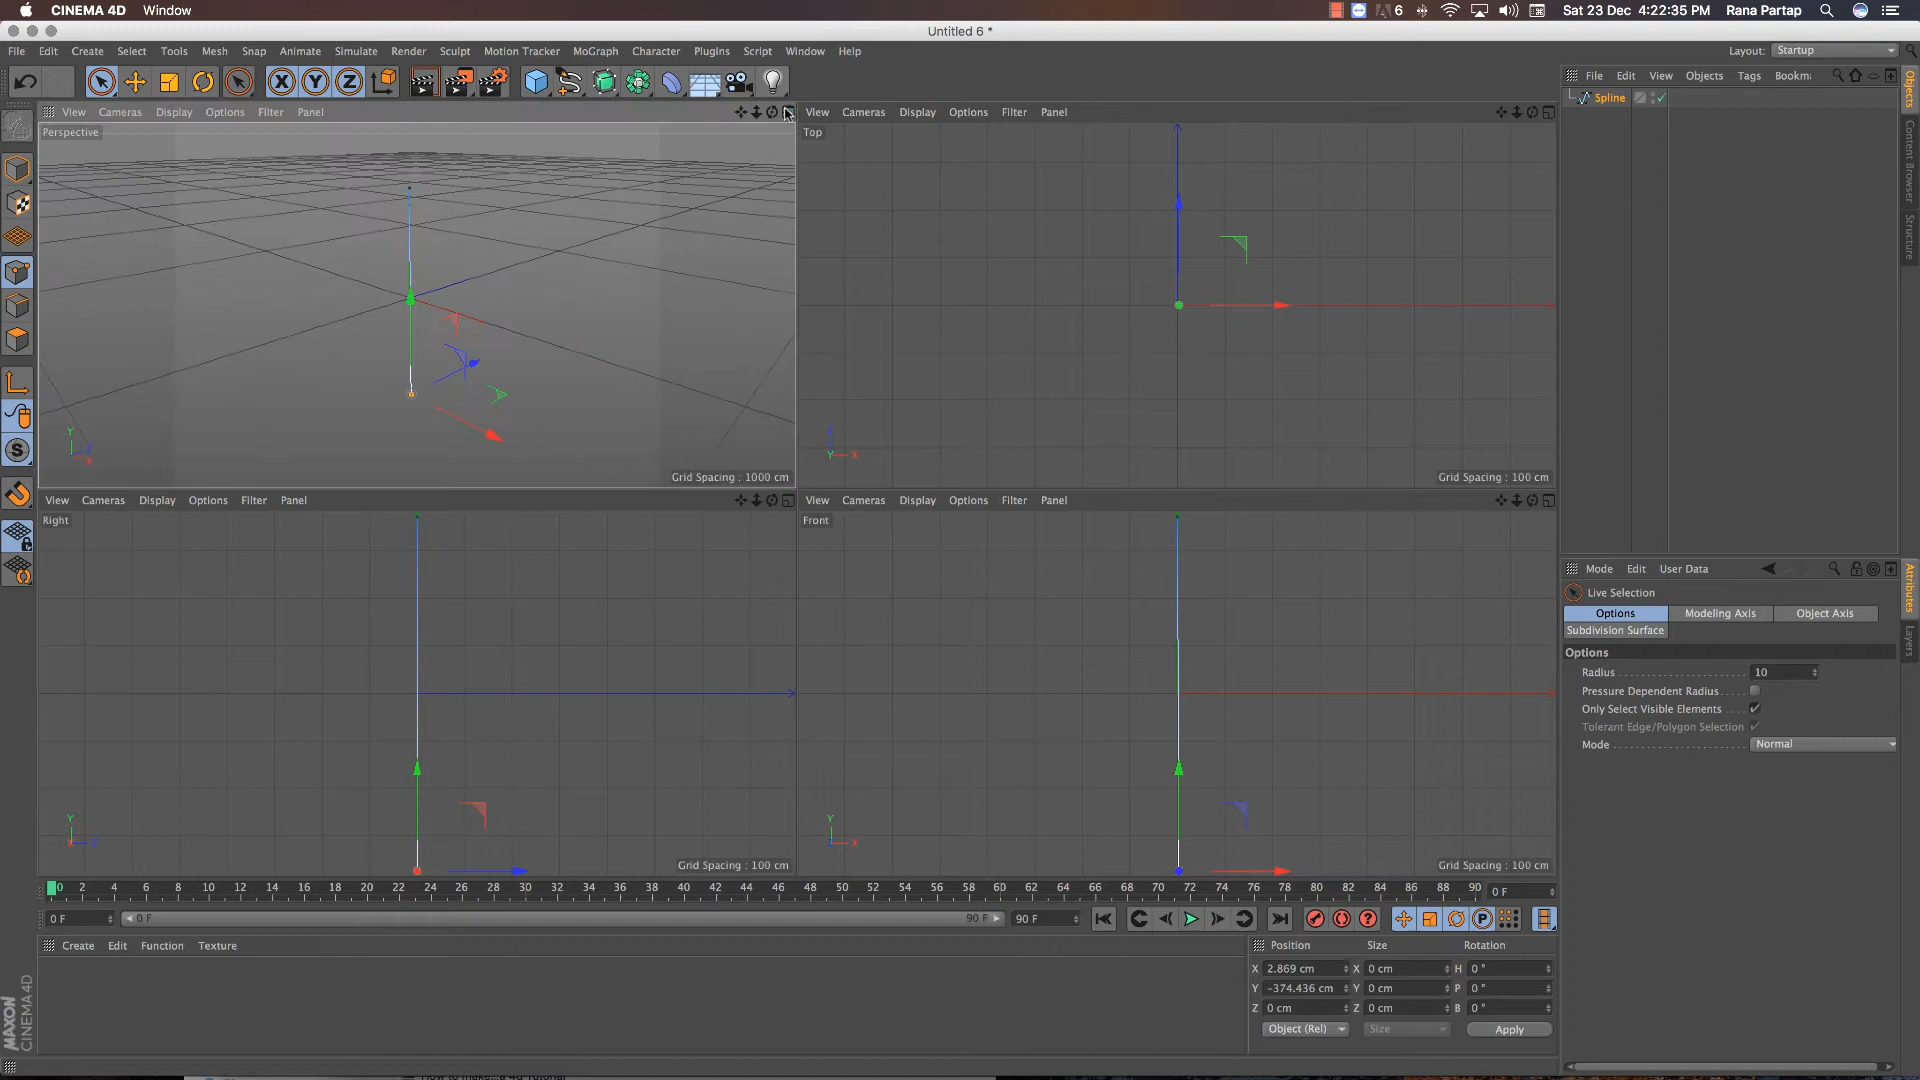 CINEMA 4D Window
6 Sat 23 Dec 4:22:35 PM Rana Partap
Untitled 6 *
File Edit Create Select Tools Mesh Snap Animate Simulate Render Sculpt Motion Tracker MoGraph Character Plugins Script Window Help
Layout: Startup
X Y Z
View Cameras Display Options Filter Panel
Perspective
Y Z X
Grid Spacing : 1000 cm
View Cameras Display Options Filter Panel
Top
Z Y X
Grid Spacing : 100 cm
View Cameras Display Options Filter Panel
Right
Y X Z
Grid Spacing : 100 cm
View Cameras Display Options Filter Panel
Front
Y Z X
Grid Spacing : 100 cm
File Edit View Objects Tags Bookm
Spline
Objects
Content Browser
Structure
Mode Edit User Data
Live Selection
Options Modeling Axis Object Axis
Subdivision Surface
Options
Radius 10
Pressure Dependent Radius
Only Select Visible Elements
Tolerant Edge/Polygon Selection
Mode Normal
Attributes
Layers
0 2 4 6 8 10 12 14 16 18 20 22 24 26 28 30 32 34 36 38 40 42 44 46 48 50 52 54 56 58 60 62 64 66 68 70 72 74 76 78 80 82 84 86 88 90 0 F
0 F 0 F 90 F 90 F
Create Edit Function Texture
Position Size Rotation
X 2.869 cm X 0 cm H 0 °
Y -374.436 cm Y 0 cm P 0 °
Z 0 cm Z 0 cm B 0 °
Object (Rel) Size Apply
MAXON
CINEMA 4D